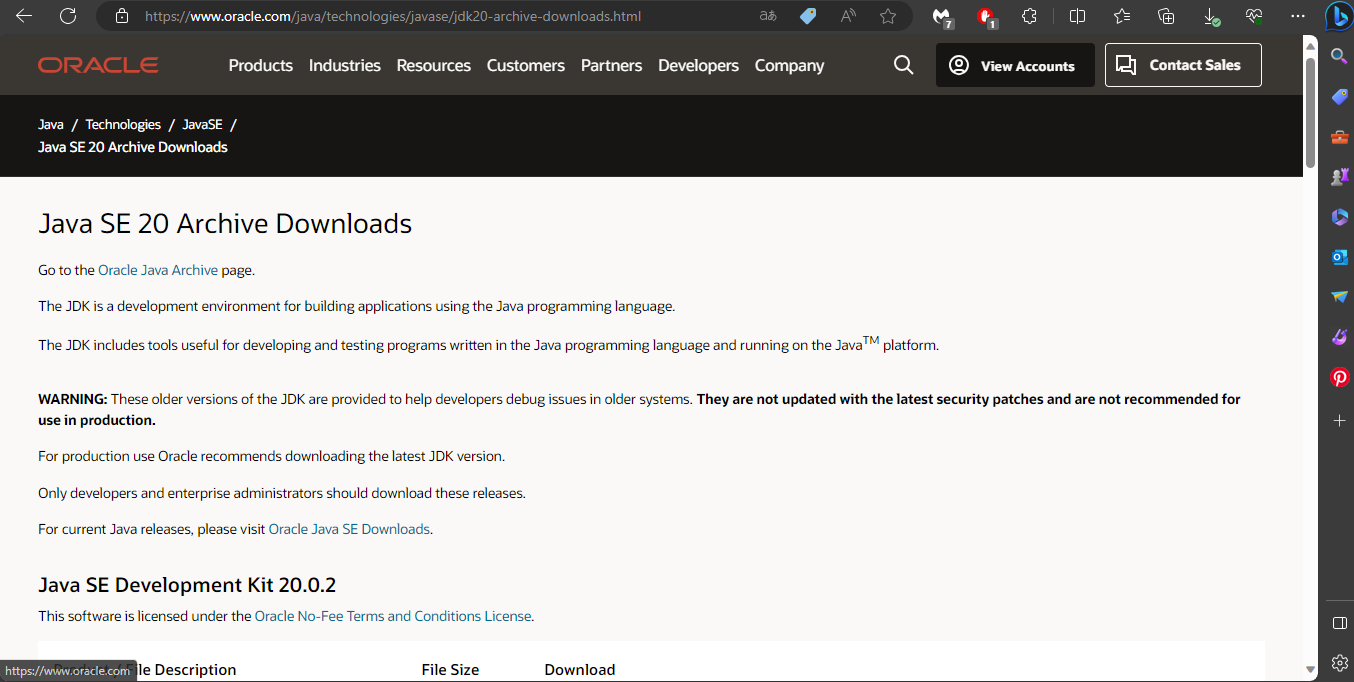 https://www.oracle.com/java/technologies/javase/jdk20-archive-downloads.html
7
1
ORACLE
Products Industries Resources Customers Partners Developers Company
View Accounts
Contact Sales
Java / Technologies / JavaSE /
Java SE 20 Archive Downloads
Java SE 20 Archive Downloads
Go to the Oracle Java Archive page.
The JDK is a development environment for building applications using the Java programming language.
The JDK includes tools useful for developing and testing programs written in the Java programming language and running on the Java™ platform.
WARNING: These older versions of the JDK are provided to help developers debug issues in older systems. They are not updated with the latest security patches and are not recommended for
use in production.
For production use Oracle recommends downloading the latest JDK version.
Only developers and enterprise administrators should download these releases.
For current Java releases, please visit Oracle Java SE Downloads.
Java SE Development Kit 20.0.2
This software is licensed under the Oracle No-Fee Terms and Conditions License.
Product / File Description File Size Download
https://www.oracle.com